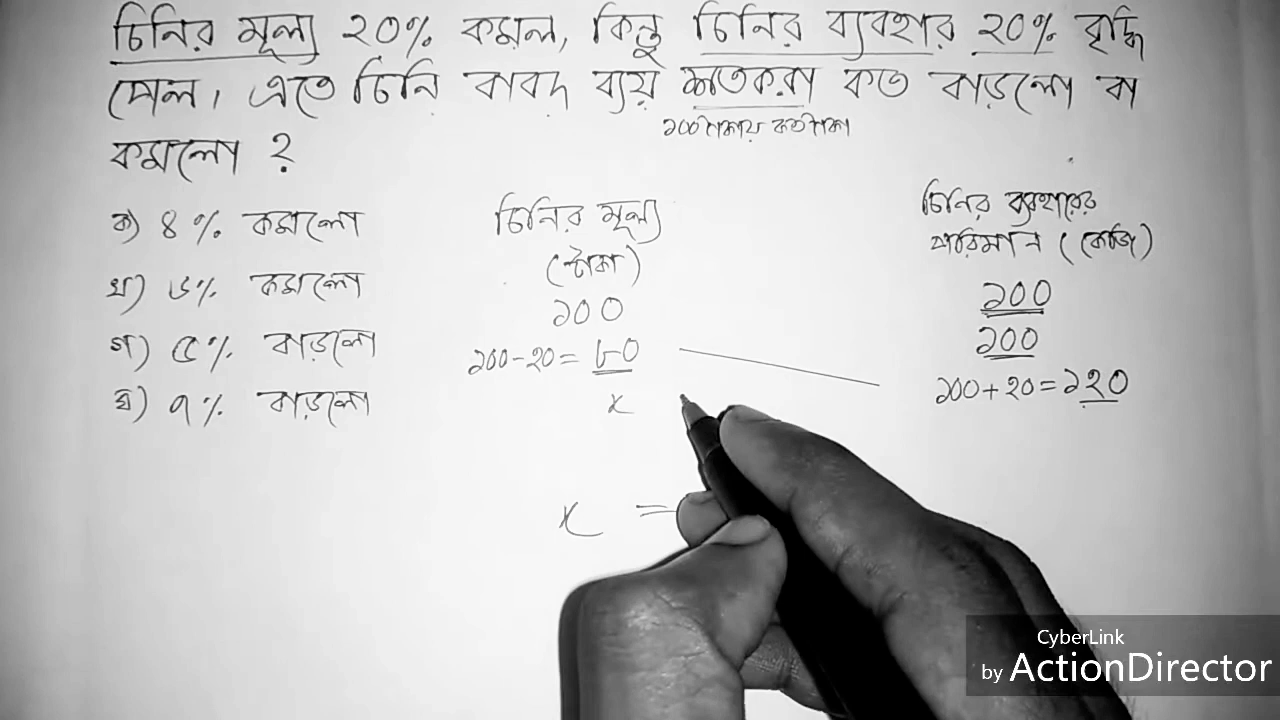 চিনির মূল্য ২০% কমল, কিন্তু চিনির ব্যবহার ২০% বৃদ্ধি
পেল। এতে চিনি বাবদ ব্যয় শতকরা কত বাড়লো বা
১০০ টাকায় কত টাকা
কমলো ?
ক) ৪% কমলো
খ) ৬% কমলো
গ) ৫% বাড়লো
ঘ) ৭% বাড়লো
চিনির মূল্য
(টাকা)
১০০
১০০-২০= ৮০
x
x =
চিনির ব্যবহারের
পরিমান (কেজি)
১০০
১০০
১০০+২০=১২০
CyberLink
by ActionDirector